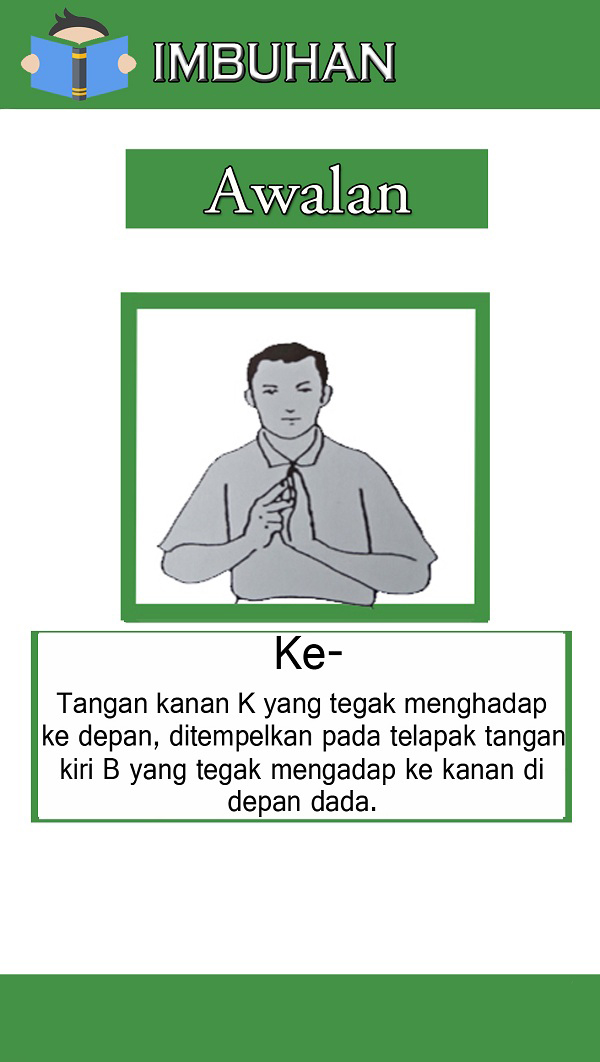 IMBUHAN
Awalan
Ke-
Tangan kanan K yang tegak menghadap
ke depan, ditempelkan pada telapak tangan
kiri B yang tegak mengadap ke kanan di
depan dada.